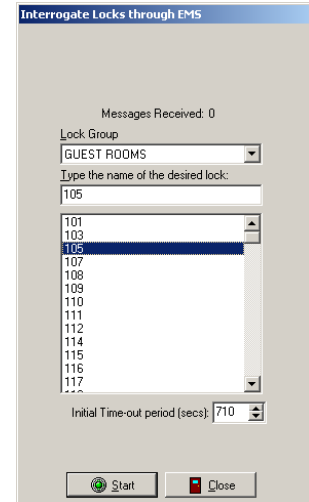 Interrogate Locks through EMS
Messages Received: 0
Lock Group
GUEST ROOMS
Type the name of the desired lock:
105
101
103
105
107
108
109
110
111
112
114
115
116
117
Initial Time-out period (secs): 710
Start Close